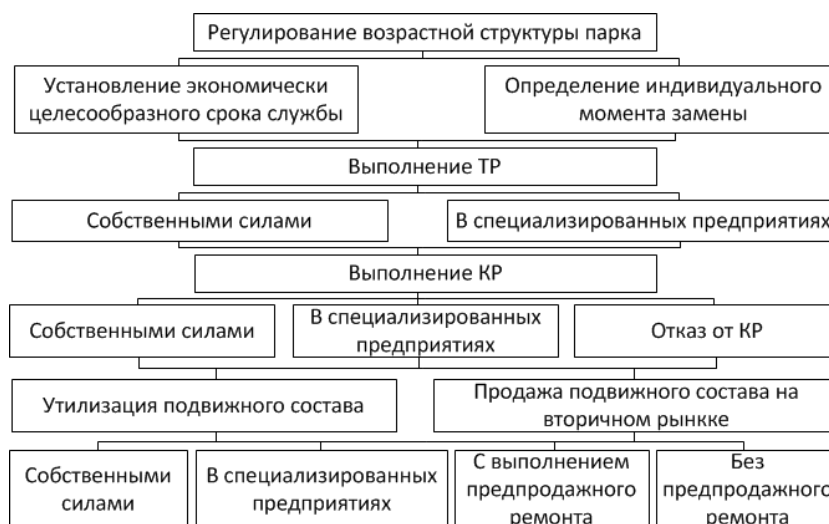 Регулирование возрастной структуры парка
Установление экономически
целесообразного срока службы
Определение индивидуального
момента замены
Выполнение ТР
Собственными силами
В специализированных предприятиях
Выполнение КР
Собственными силами
В специализированных
предприятиях
Отказ от КР
Утилизация подвижного состава
Продажа подвижного состава на
вторичном рынкке
Собственными
силами
В специализированных
предприятиях
С выполнением
предпродажного
ремонта
Без
предпродажного
ремонта